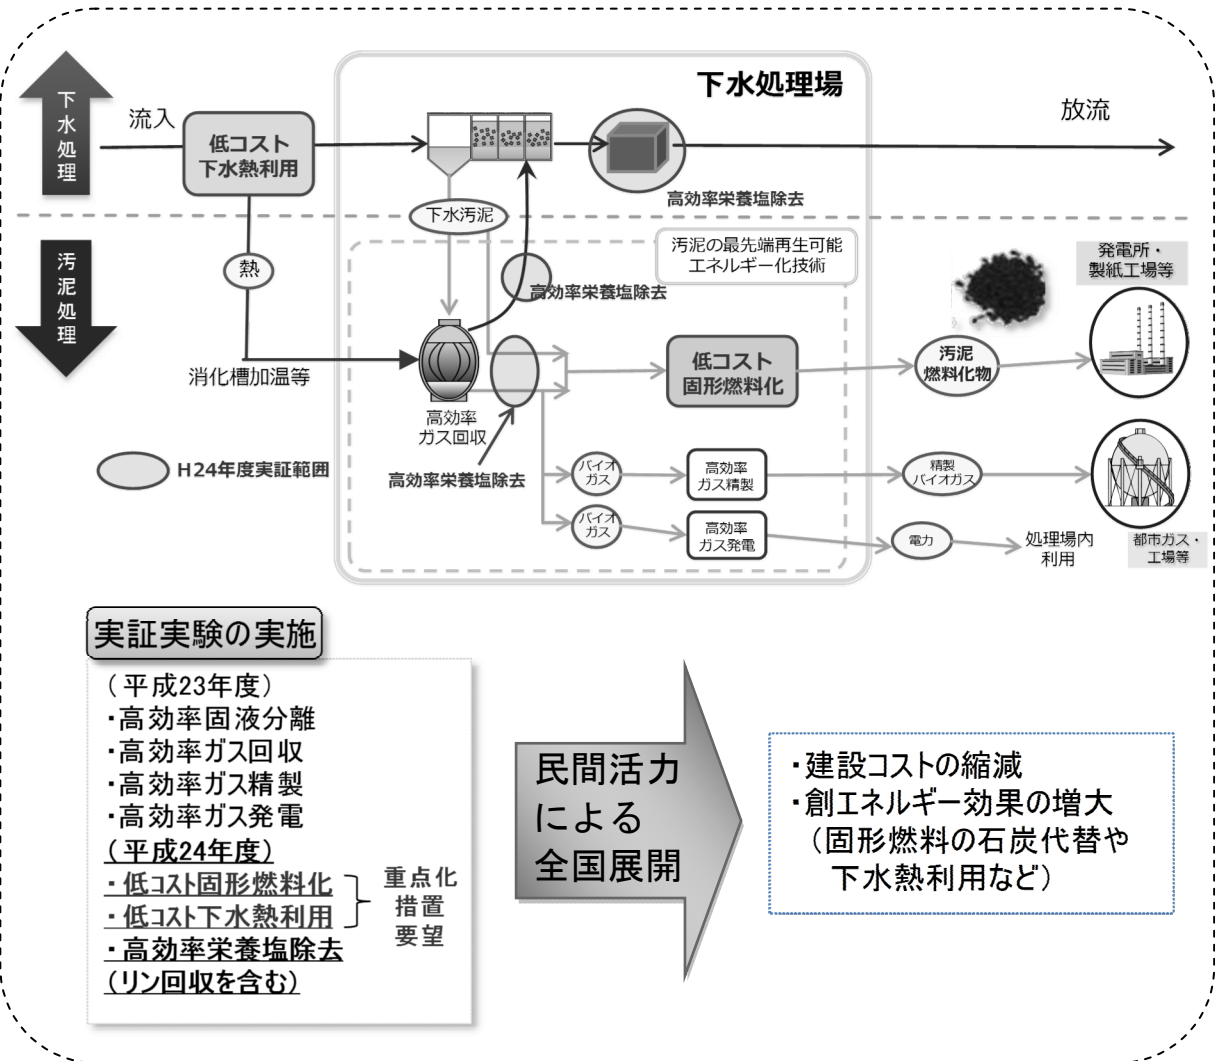 下水処理場
下水処理
流入
低コスト
下水熱利用
放流
高効率栄養塩除去
下水汚泥
汚泥の最先端再生可能
エネルギー化技術
汚泥処理
熱
高効率栄養塩除去
発電所・
製紙工場等
消化槽加温等
低コスト
固形燃料化
汚泥
燃料化物
高効率
ガス回収
H24年度実証範囲
高効率栄養塩除去
バイオ
ガス
高効率
ガス精製
精製
バイオガス
バイオ
ガス
高効率
ガス発電
電力
処理場内
利用
都市ガス・
工場等
実証実験の実施
(平成23年度)
・高効率固液分離
・高効率ガス回収
・高効率ガス精製
・高効率ガス発電
(平成24年度)
・低コスト固形燃料化
・低コスト下水熱利用
重点化
措置
要望
・高効率栄養塩除去
(リン回収を含む)
民間活力
による
全国展開
・建設コストの縮減
・創エネルギー効果の増大
(固形燃料の石炭代替や
下水熱利用など)